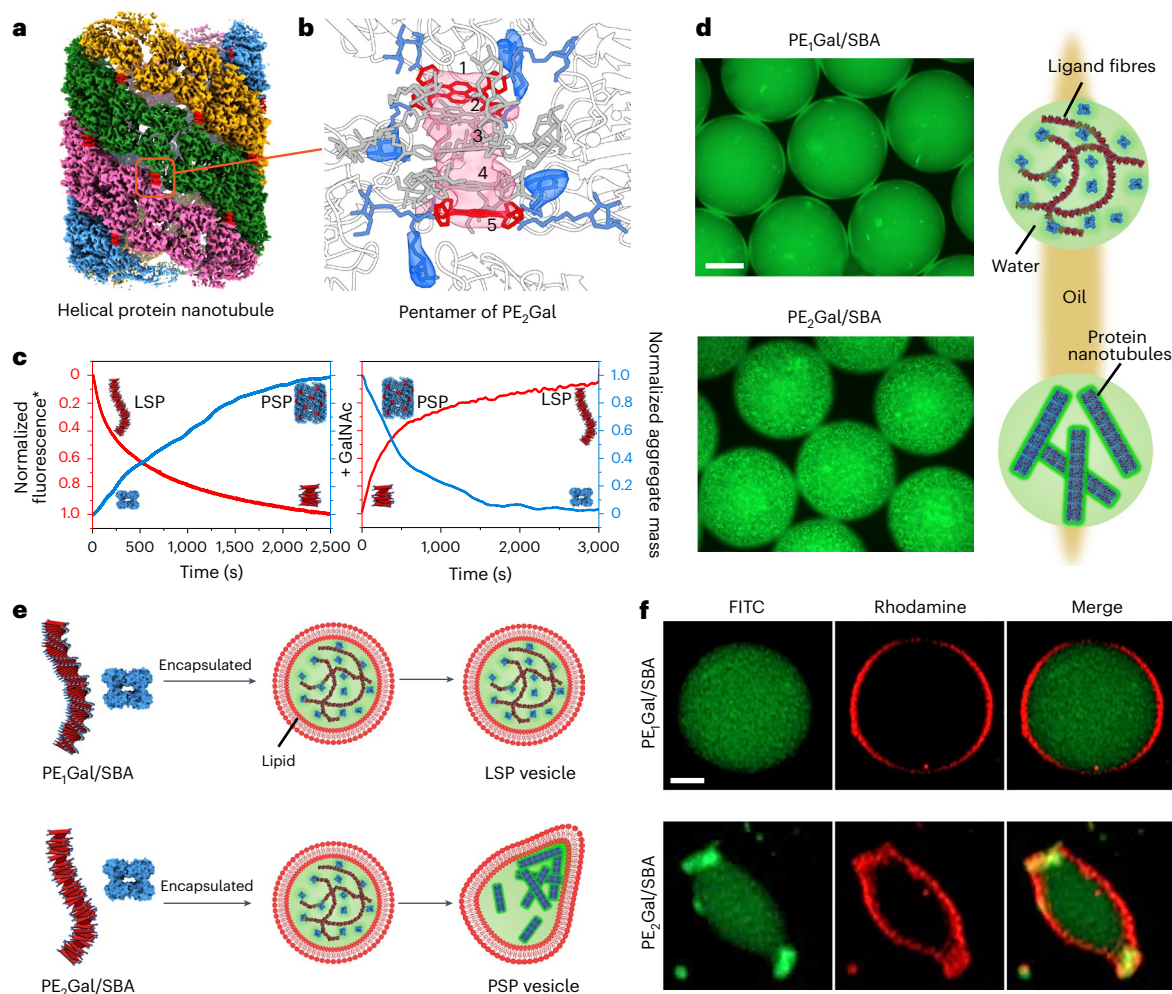 a
Helical protein nanotubule
b
1
2
3
4
5
Pentamer of PE₂Gal
c
Normalized
fluorescence*
0
0.2
0.4
0.6
0.8
1.0
LSP
PSP
0
500
1,000
1,500
2,000
2,500
Time (s)
+ GalNAc
PSP
LSP
1.0
0.8
0.6
0.4
0.2
0
Normalized aggregate mass
0
1,000
2,000
3,000
Time (s)
d
PE₁Gal/SBA
PE₂Gal/SBA
Ligand fibres
Water
Oil
Protein
nanotubules
e
PE₁Gal/SBA
Encapsulated
Lipid
LSP vesicle
PE₂Gal/SBA
Encapsulated
PSP vesicle
f
FITC
Rhodamine
Merge
PE₁Gal/SBA
PE₂Gal/SBA